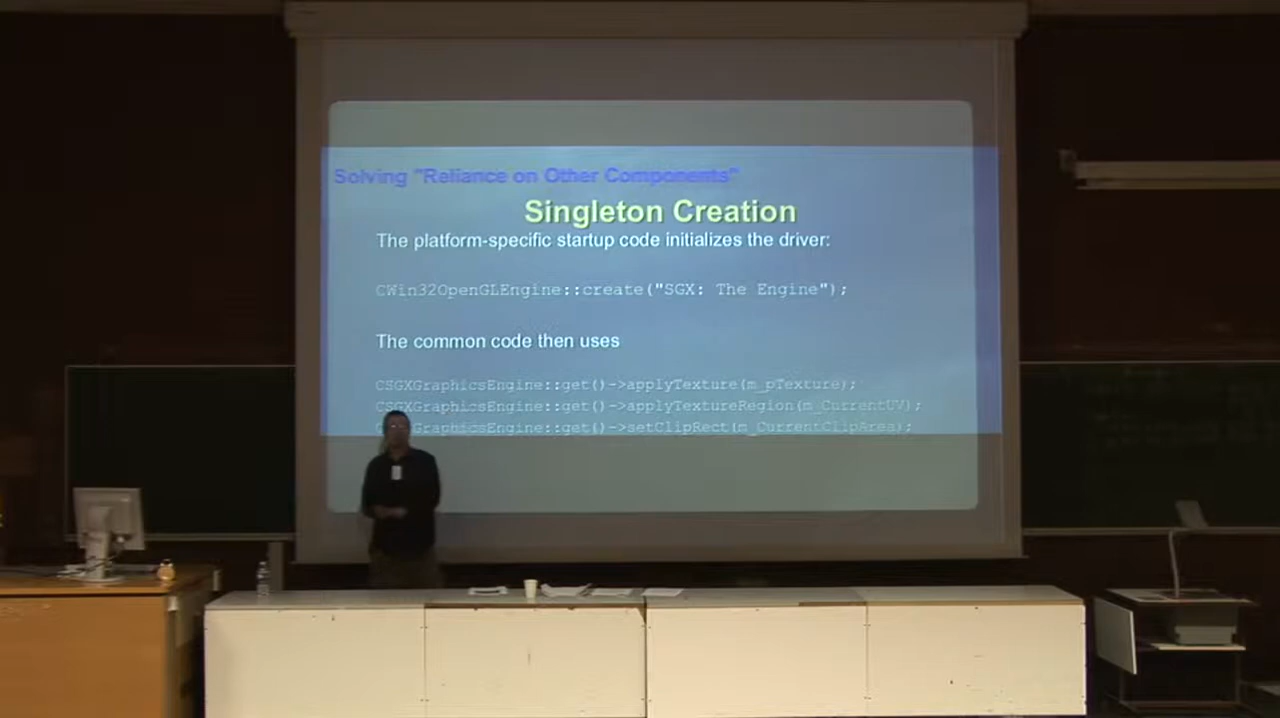 Solving "Reliance on Other Components"
Singleton Creation
The platform-specific startup code initializes the driver:
CWin32OpenGLEngine::create("SGX: The Engine");
The common code then uses
CSGXGraphicsEngine::get()->applyTexture(m_pTexture);
CSGXGraphicsEngine::get()->applyTextureRegion(m_CurrentUV);
GraphicsEngine::get()->setClipRect(m_CurrentClipArea);